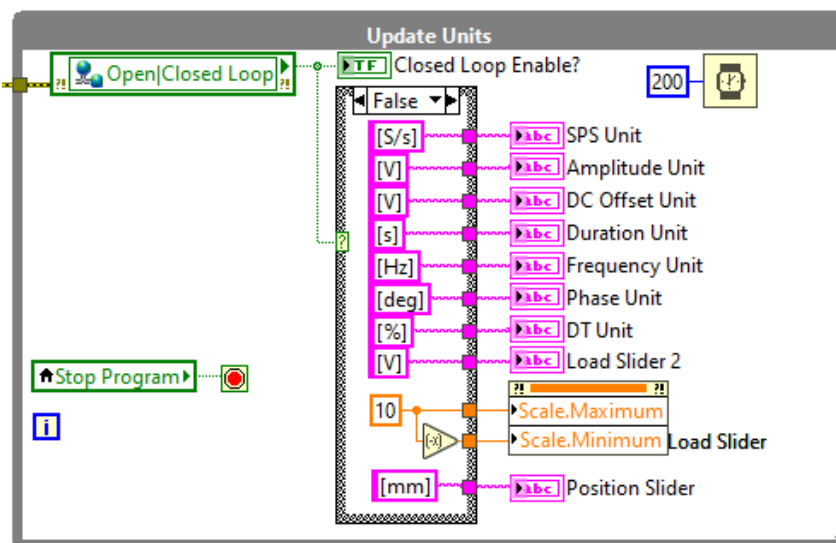 Update Units
?! Open|Closed Loop ?!
TF Closed Loop Enable?
200
False
[S/s] abc SPS Unit
[V] abc Amplitude Unit
[V] abc DC Offset Unit
[s] abc Duration Unit
?
[Hz] abc Frequency Unit
[deg] abc Phase Unit
[%] abc DT Unit
[V] abc Load Slider 2
Stop Program
?! ?!
10 Scale.Maximum
i (-x) Scale.Minimum Load Slider
[mm] abc Position Slider